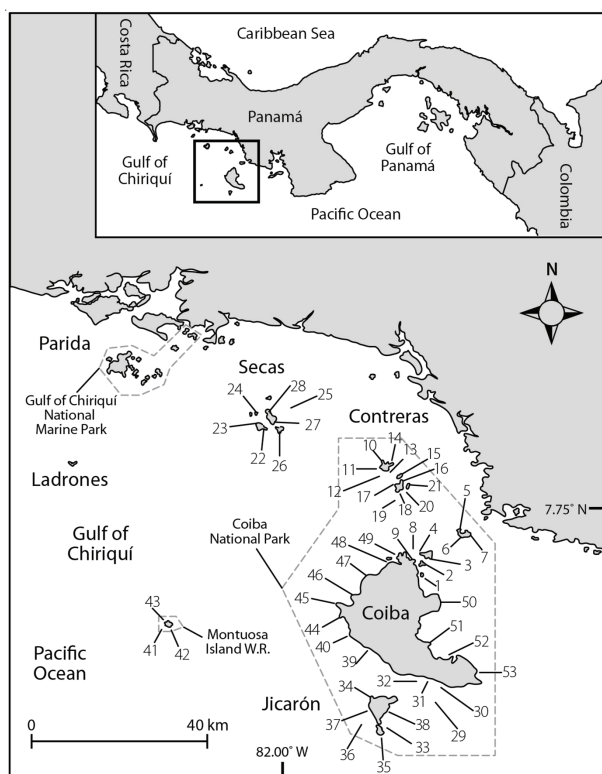 Caribbean Sea
Costa Rica
Panamá
Gulf of
Chiriquí
Gulf of
Panamá
Colombia
Pacific Ocean
N
Parida
Secas
28
24
25
Gulf of Chiriquí
National
Marine Park
23
27
22
26
Contreras
10
14
13
15
11
16
12
21
17
5
20
19
18
Ladrones
7.75° N
Gulf of
Chiriquí
Coiba
National Park
8
4
9
6
7
49
3
48
2
47
1
46
50
45
Coiba
51
44
52
40
39
53
43
41
42
Montuosa
Island W.R.
32
31
30
29
Pacific
Ocean
Jicarón
34
37
38
36
33
35
0
40 km
82.00° W